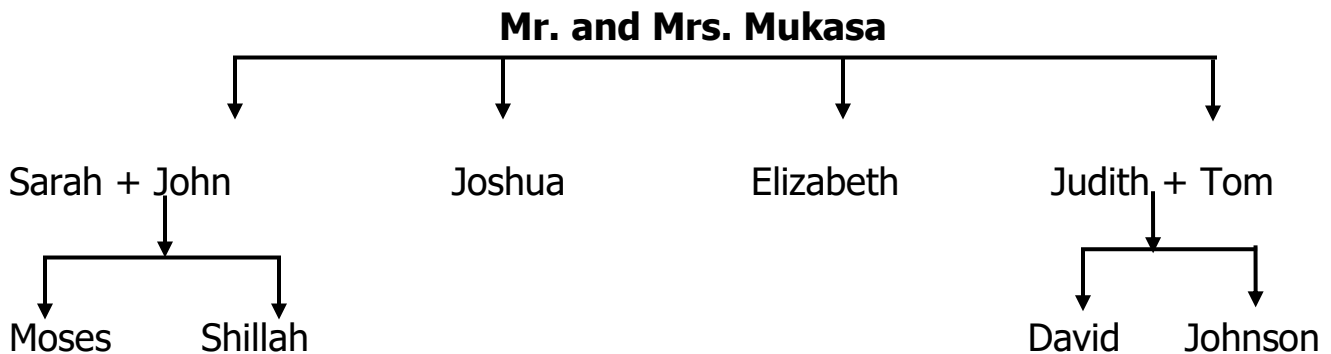 Mr. and Mrs. Mukasa
Sarah + John Joshua Elizabeth Judith + Tom
Moses Shillah David Johnson